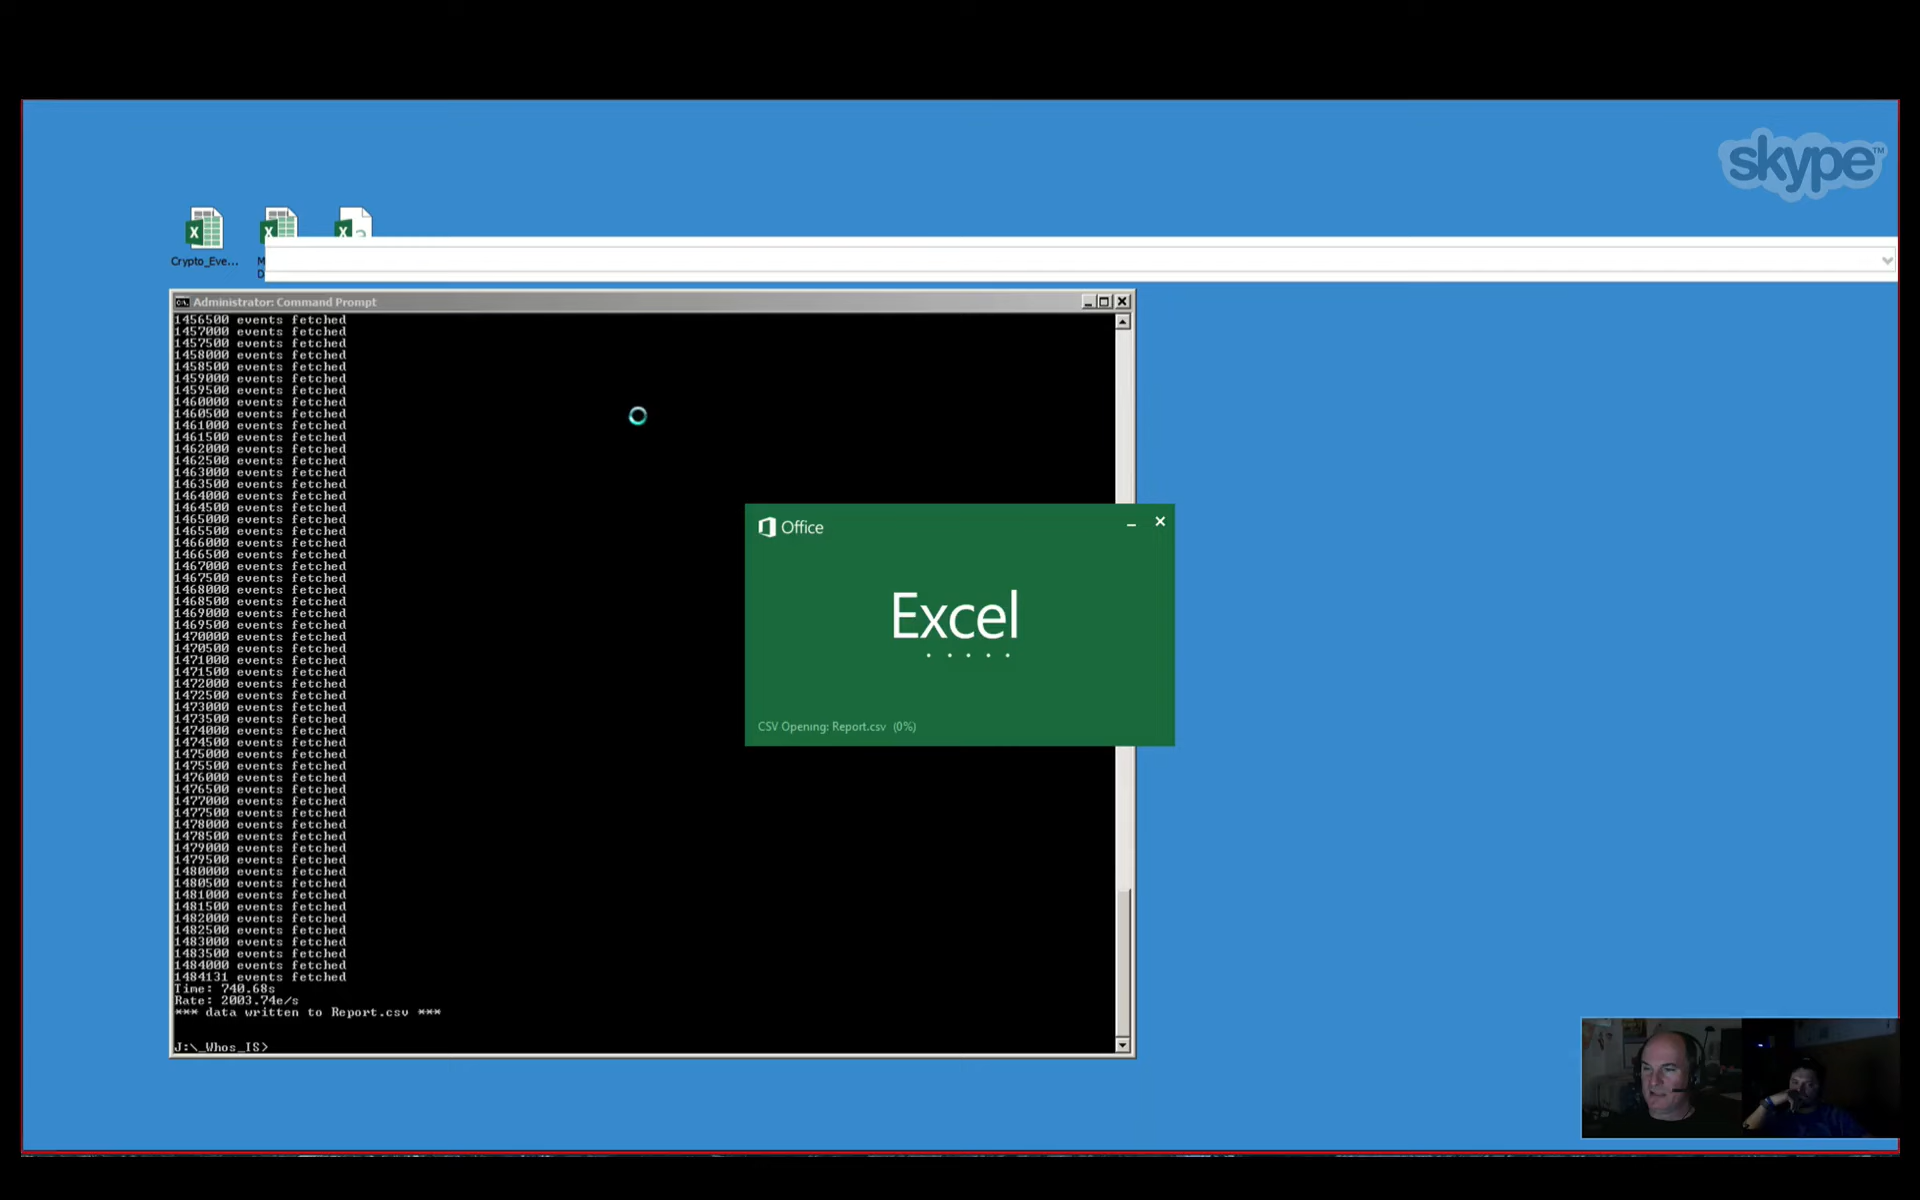 skype™
Crypto_Eve...
M
D
Administrator: Command Prompt
1456500 events fetched
1457000 events fetched
1457500 events fetched
1458000 events fetched
1458500 events fetched
1459000 events fetched
1459500 events fetched
1460000 events fetched
1460500 events fetched
1461000 events fetched
1461500 events fetched
1462000 events fetched
1462500 events fetched
1463000 events fetched
1463500 events fetched
1464000 events fetched
1464500 events fetched
1465000 events fetched
1465500 events fetched
1466000 events fetched
1466500 events fetched
1467000 events fetched
1467500 events fetched
1468000 events fetched
1468500 events fetched
1469000 events fetched
1469500 events fetched
1470000 events fetched
1470500 events fetched
1471000 events fetched
1471500 events fetched
1472000 events fetched
1472500 events fetched
1473000 events fetched
1473500 events fetched
1474000 events fetched
1474500 events fetched
1475000 events fetched
1475500 events fetched
1476000 events fetched
1476500 events fetched
1477000 events fetched
1477500 events fetched
1478000 events fetched
1478500 events fetched
1479000 events fetched
1479500 events fetched
1480000 events fetched
1480500 events fetched
1481000 events fetched
1481500 events fetched
1482000 events fetched
1482500 events fetched
1483000 events fetched
1483500 events fetched
1484000 events fetched
1484131 events fetched
Time: 740.68s
Rate: 2003.74e/s
*** data written to Report.csv ***
J:\_Whos_IS>
Office
Excel
CSV Opening: Report.csv (0%)